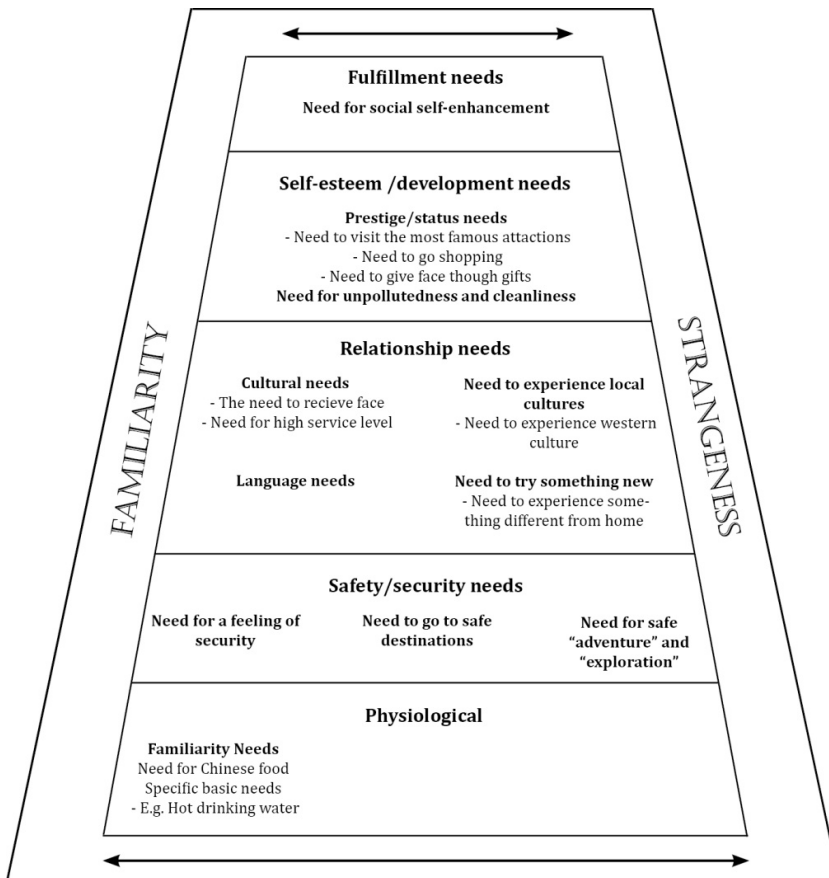 Fulfillment needs
Need for social self-enhancement
Self-esteem /development needs
Prestige/status needs
- Need to visit the most famous attactions
- Need to go shopping
- Need to give face though gifts
Need for unpollutedness and cleanliness
FAMILIARITY
STRANGENESS
Relationship needs
Cultural needs
- The need to recieve face
- Need for high service level
Language needs
Need to experience local
cultures
- Need to experience western
culture
Need to try something new
- Need to experience some-
thing different from home
Safety/security needs
Need for a feeling of
security
Need to go to safe
destinations
Need for safe
“adventure” and
“exploration”
Physiological
Familiarity Needs
Need for Chinese food
Specific basic needs
- E.g. Hot drinking water